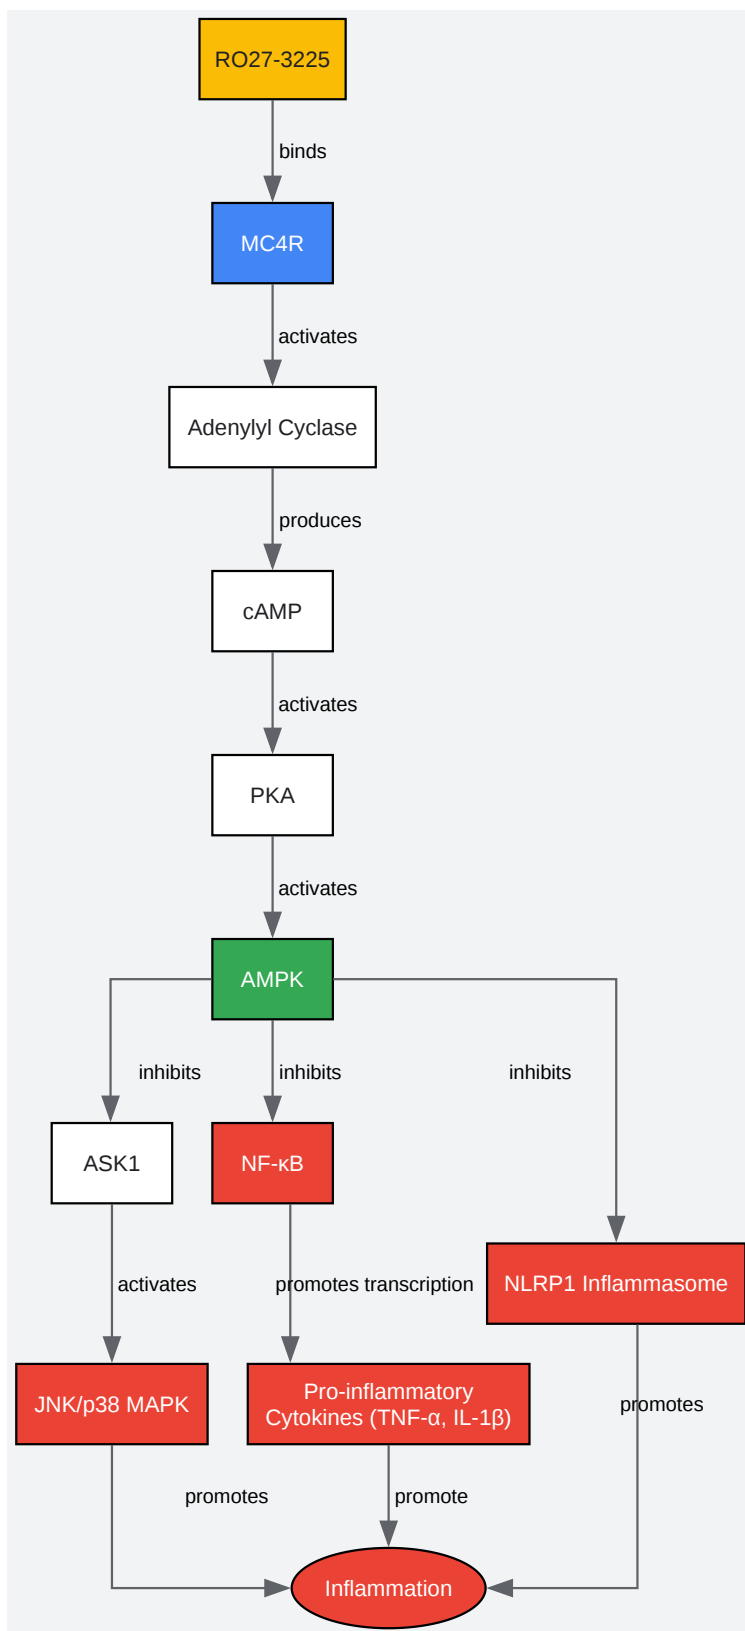 RO27-3225
binds
MC4R
activates
Adenylyl Cyclase
produces
cAMP
activates
PKA
activates
AMPK
inhibits
inhibits
inhibits
ASK1
NF-κB
activates
promotes transcription
NLRP1 Inflammasome
JNK/p38 MAPK
Pro-inflammatory
Cytokines (TNF-α, IL-1β)
promotes
promotes
promote
Inflammation